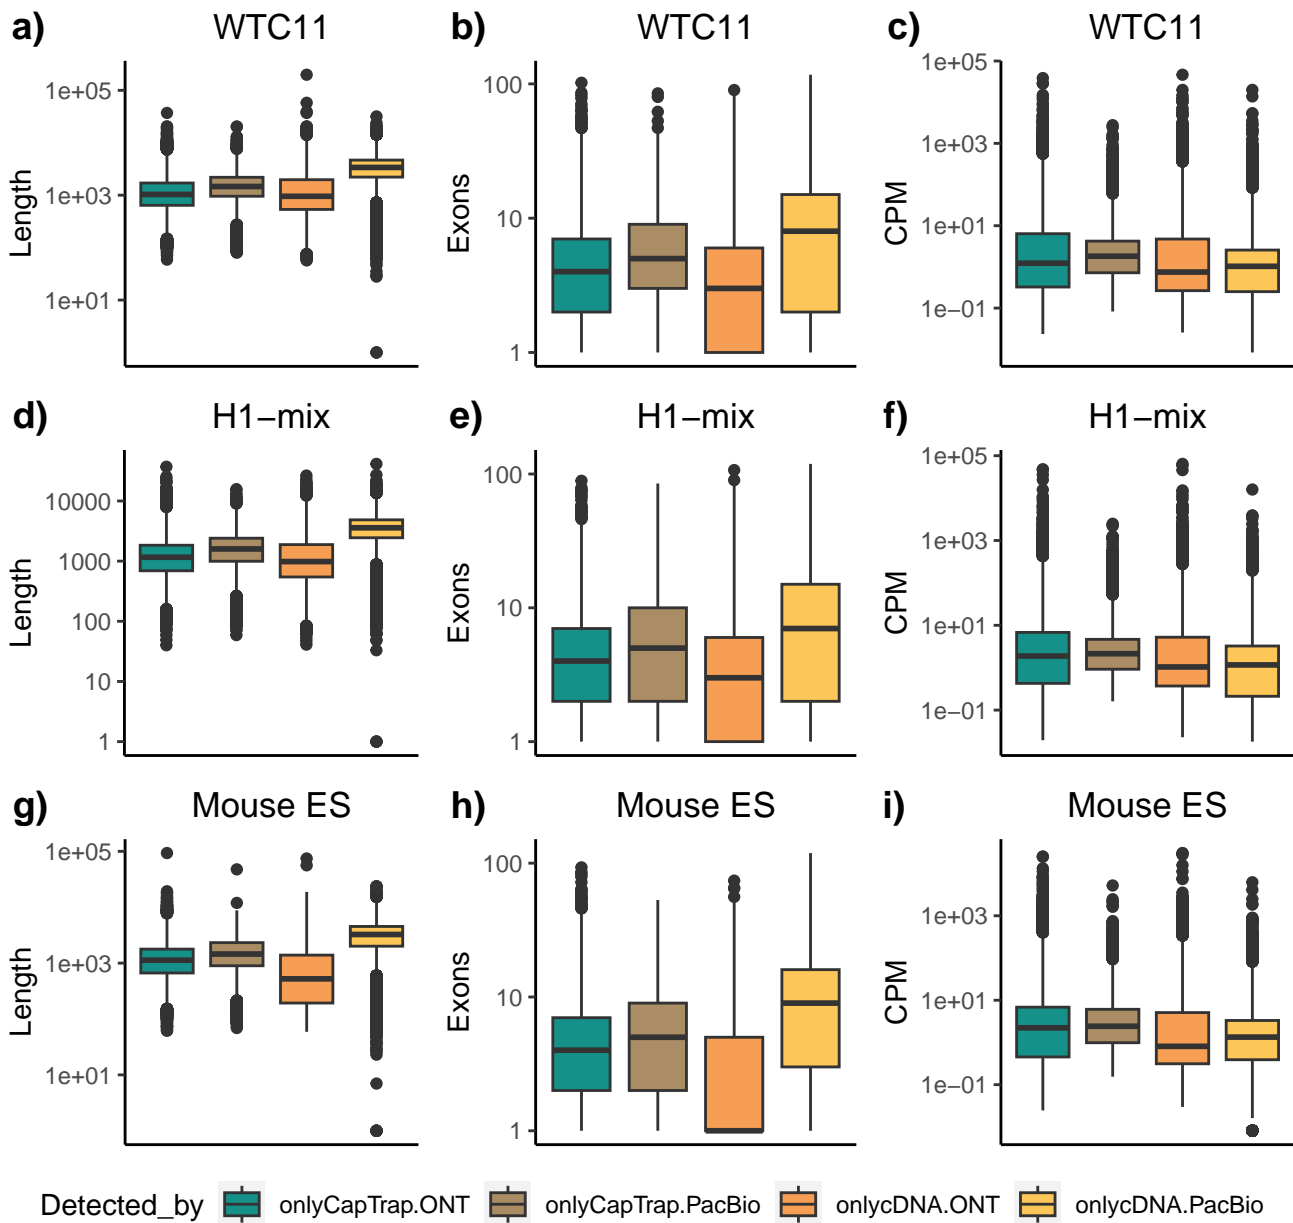 a) WTC11
Length
1e+05
1e+03
1e+01
b) WTC11
Exons
100
10
1
c) WTC11
CPM
1e+05
1e+03
1e+01
1e−01
d) H1−mix
Length
10000
1000
100
10
1
e) H1−mix
Exons
100
10
1
f) H1−mix
CPM
1e+05
1e+03
1e+01
1e−01
g) Mouse ES
Length
1e+05
1e+03
1e+01
h) Mouse ES
Exons
100
10
1
i) Mouse ES
CPM
1e+03
1e+01
1e−01
Detected_by onlyCapTrap.ONT onlyCapTrap.PacBio onlycDNA.ONT onlycDNA.PacBio